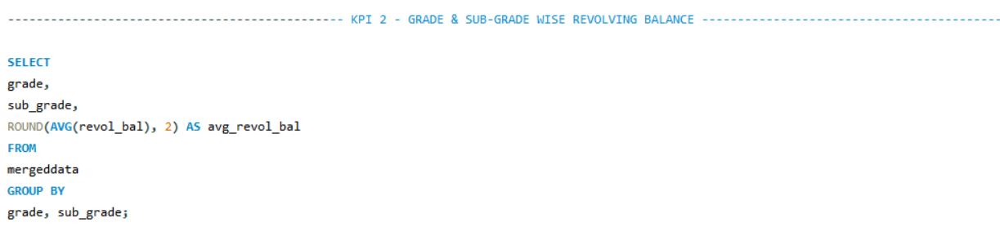 ----------------------------------------------- KPI 2 - GRADE & SUB-GRADE WISE REVOLVING BALANCE ------------------------------------------
SELECT
grade,
sub_grade,
ROUND(AVG(revol_bal), 2) AS avg_revol_bal
FROM
mergeddata
GROUP BY
grade, sub_grade;